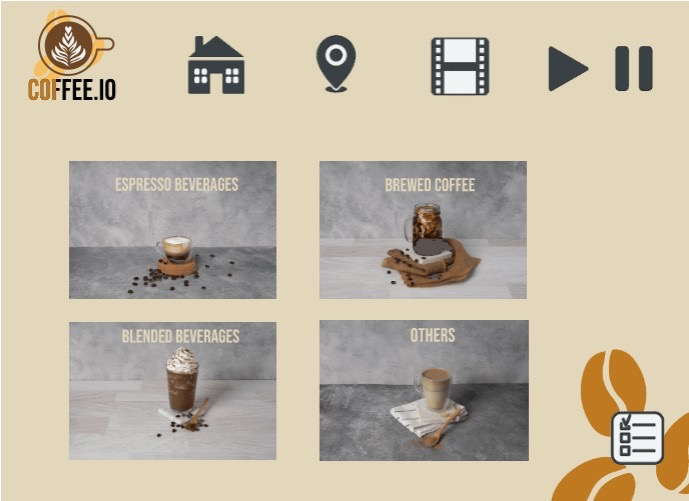 COFFEE.IO
ESPRESSO BEVERAGES
BREWED COFFEE
BLENDED BEVERAGES
OTHERS